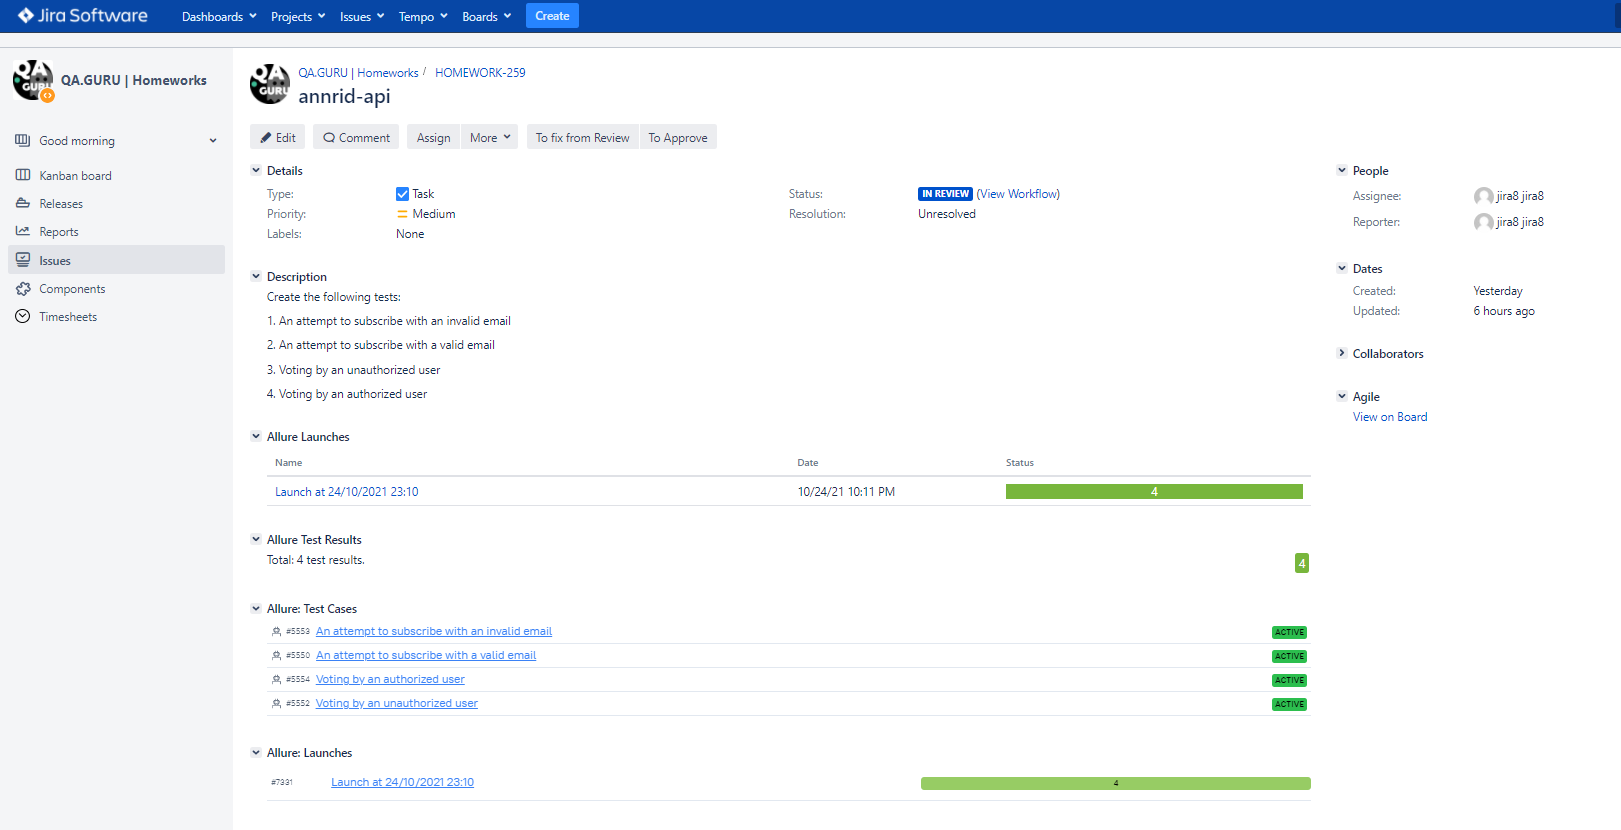 Jira Software Dashboards Projects Issues Tempo Boards Create
QA.GURU | Homeworks
Good morning
Kanban board
Releases
Reports
Issues
Components
Timesheets
QA GURU
QA.GURU | Homeworks / HOMEWORK-259
annrid-api
Edit Comment Assign More To fix from Review To Approve
Details
Type: Task
Priority: Medium
Labels: None
Status: IN REVIEW (View Workflow)
Resolution: Unresolved
Description
Create the following tests:
1. An attempt to subscribe with an invalid email
2. An attempt to subscribe with a valid email
3. Voting by an unauthorized user
4. Voting by an authorized user
Allure Launches
Name Date Status
Launch at 24/10/2021 23:10 10/24/21 10:11 PM 4
Allure Test Results
Total: 4 test results. 4
Allure: Test Cases
#5553 An attempt to subscribe with an invalid email ACTIVE
#5550 An attempt to subscribe with a valid email ACTIVE
#5554 Voting by an authorized user ACTIVE
#5552 Voting by an unauthorized user ACTIVE
Allure: Launches
#7331 Launch at 24/10/2021 23:10 4
People
Assignee: jira8 jira8
Reporter: jira8 jira8
Dates
Created: Yesterday
Updated: 6 hours ago
Collaborators
Agile
View on Board